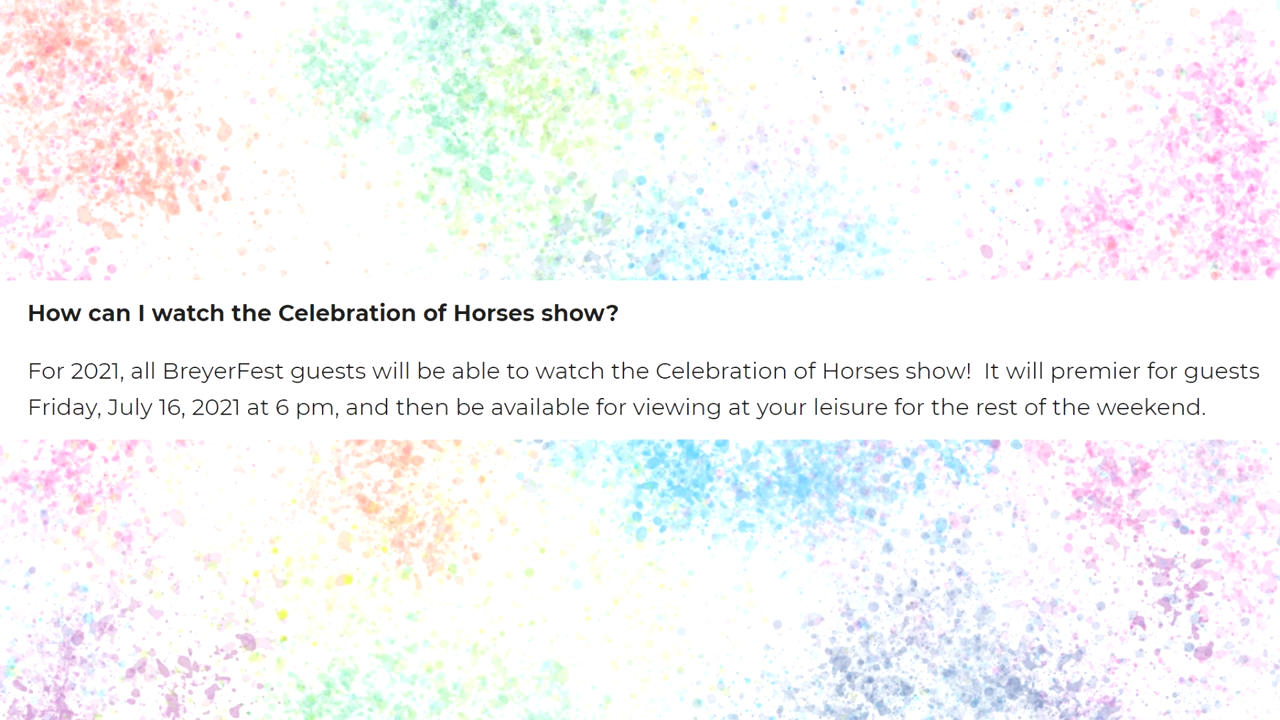 How can I watch the Celebration of Horses show?
For 2021, all BreyerFest guests will be able to watch the Celebration of Horses show!  It will premier for guests
Friday, July 16, 2021 at 6 pm, and then be available for viewing at your leisure for the rest of the weekend.